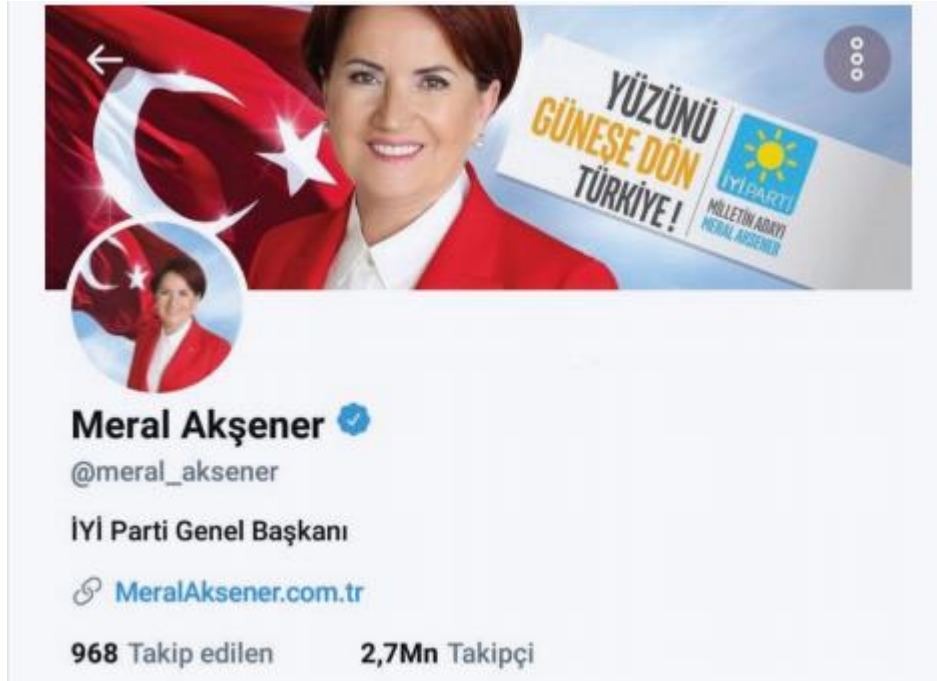 YÜZÜNÜ
GÜNEŞE DÖN
TÜRKİYE!
İYİ PARTİ
MİLLETİN ADAYI
MERAL AKŞENER
Meral Akşener
@meral_aksener
İYİ Parti Genel Başkanı
MeralAksener.com.tr
968 Takip edilen 2,7Mn Takipçi